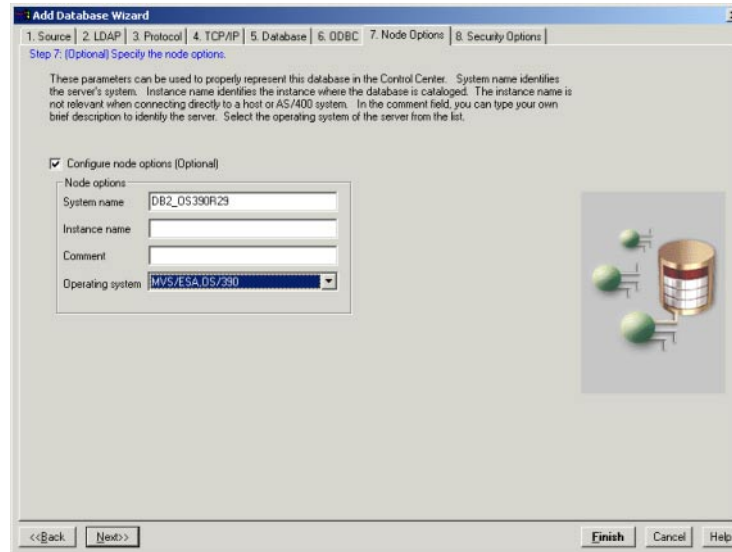 Add Database Wizard
1. Source 2. LDAP 3. Protocol 4. TCP/IP 5. Database 6. ODBC 7. Node Options 8. Security Options
Step 7: (Optional) Specify the node options.
These parameters can be used to properly represent this database in the Control Center. System name identifies
the server's system. Instance name identifies the instance where the database is cataloged. The instance name is
not relevant when connecting directly to a host or AS/400 system. In the comment field, you can type your own
brief description to identify the server. Select the operating system of the server from the list.
Configure node options (Optional)
Node options
System name DB2_OS390R29
Instance name
Comment
Operating system MVS/ESA,OS/390
<<Back Next>> Finish Cancel Help